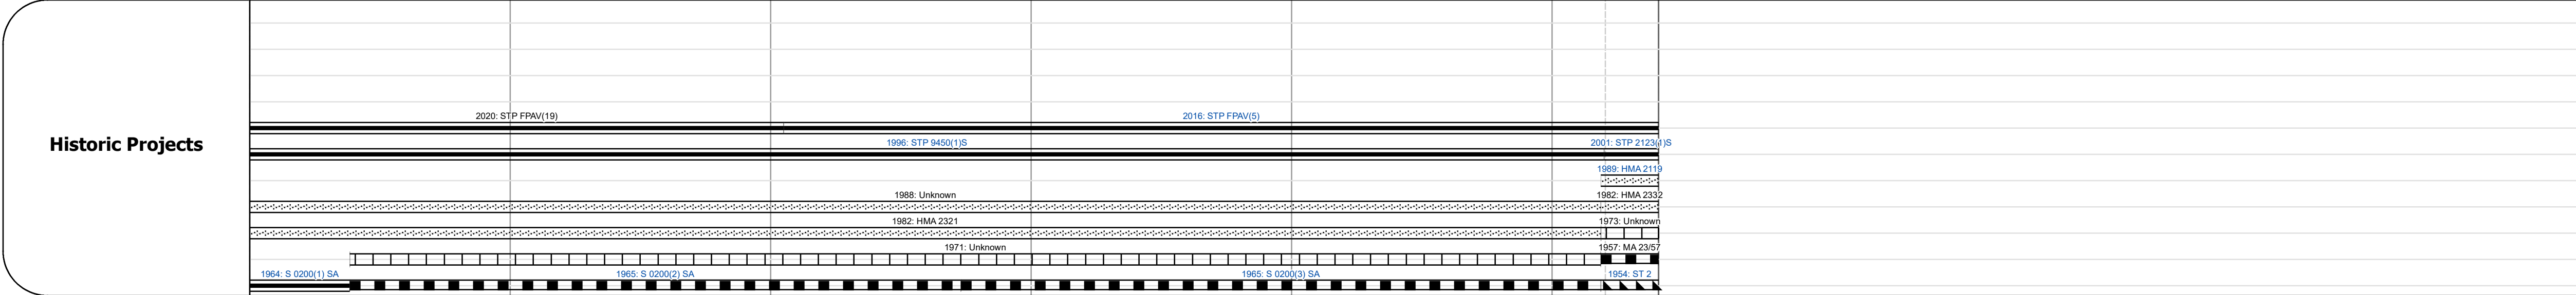 Historic Projects
2020: STP FPAV(19) 2016: STP FPAV(5)
1996: STP 9450(1)S 2001: STP 2123(1)S
1989: HMA 2119
1988: Unknown 1982: HMA 2332
1982: HMA 2321 1973: Unknown
1971: Unknown 1957: MA 23/57
1964: S 0200(1) SA 1965: S 0200(2) SA 1965: S 0200(3) SA 1954: ST 2